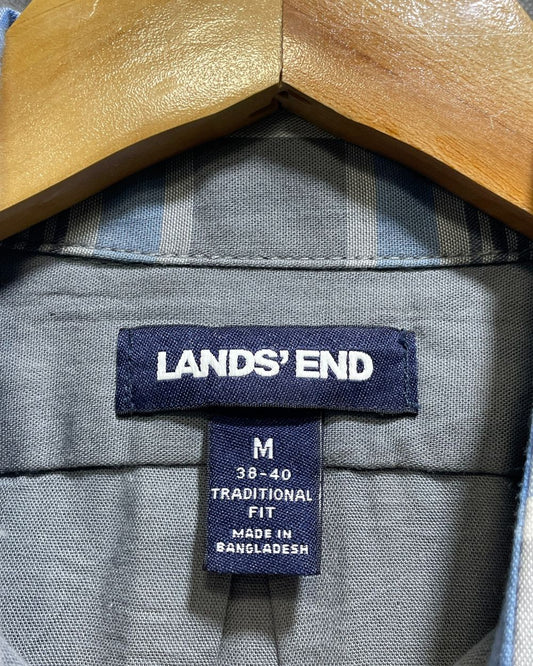 LANDS' END
M
38-40
TRADITIONAL
FIT
MADE IN
BANGLADESH